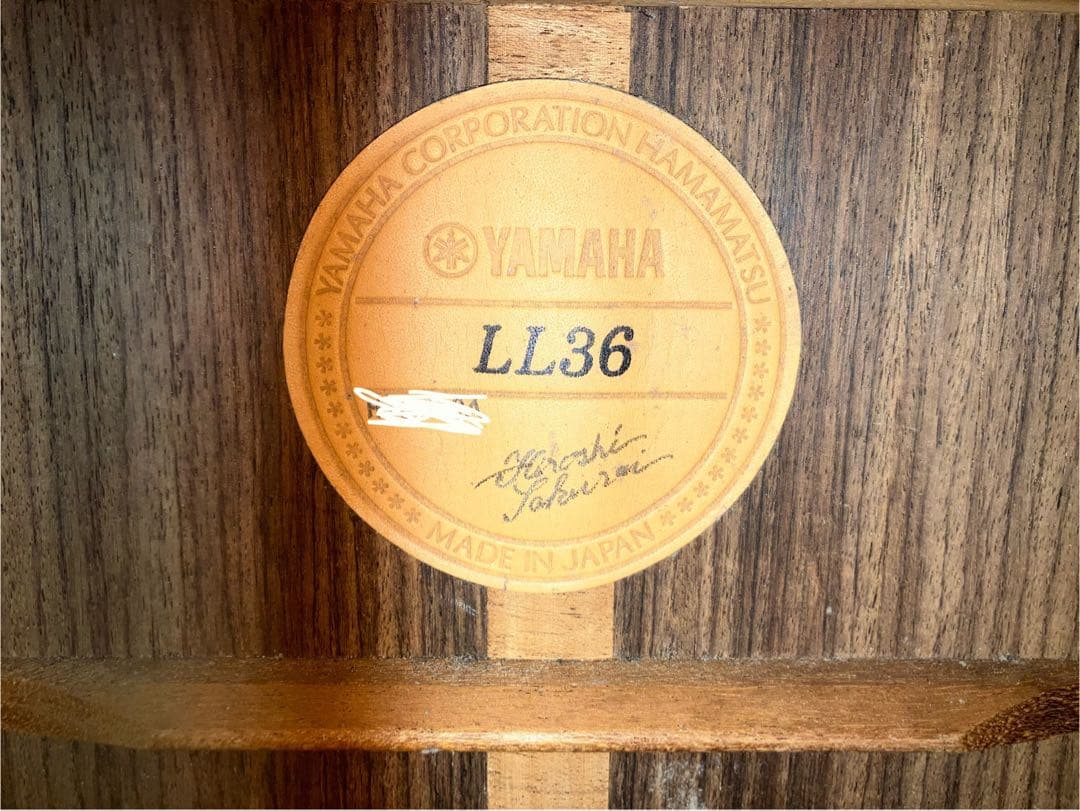 YAMAHA CORPORATION HAMAMATSU
YAMAHA
LL36
Hiroshi
Sakurai
MADE IN JAPAN